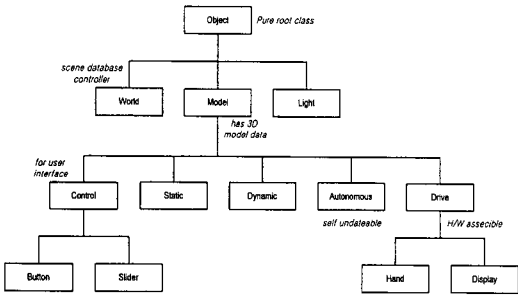 Object
Pure root class
scene database
controller
World
Model
Light
has 3D
model data
for user
interface
Control
Static
Dynamic
Autonomous
Drive
self undateable
H/W assecible
Button
Slider
Hand
Display